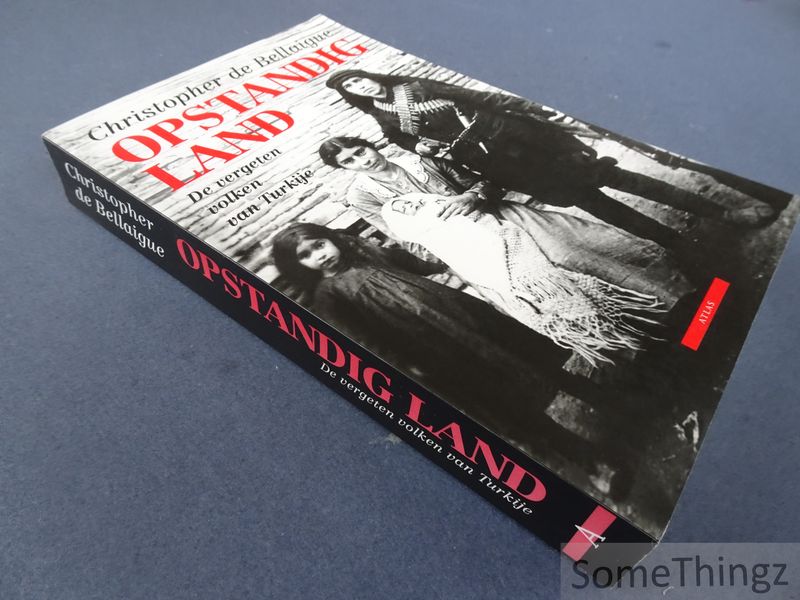 Christopher de Bellaigue
OPSTANDIG
LAND
De vergeten
volken
van Turkije
ATLAS
Christopher
de Bellaigue
OPSTANDIG LAND
De vergeten volken van Turkije
A
SomeThingz